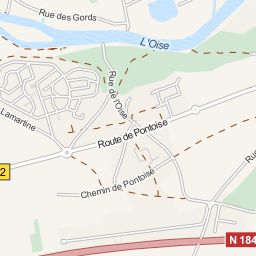 Rue des Gords
L'Oise
Rue de l'Oise
Lamartine
Route de Pontoise
Ru
2
Chemin de Pontoise
N 184